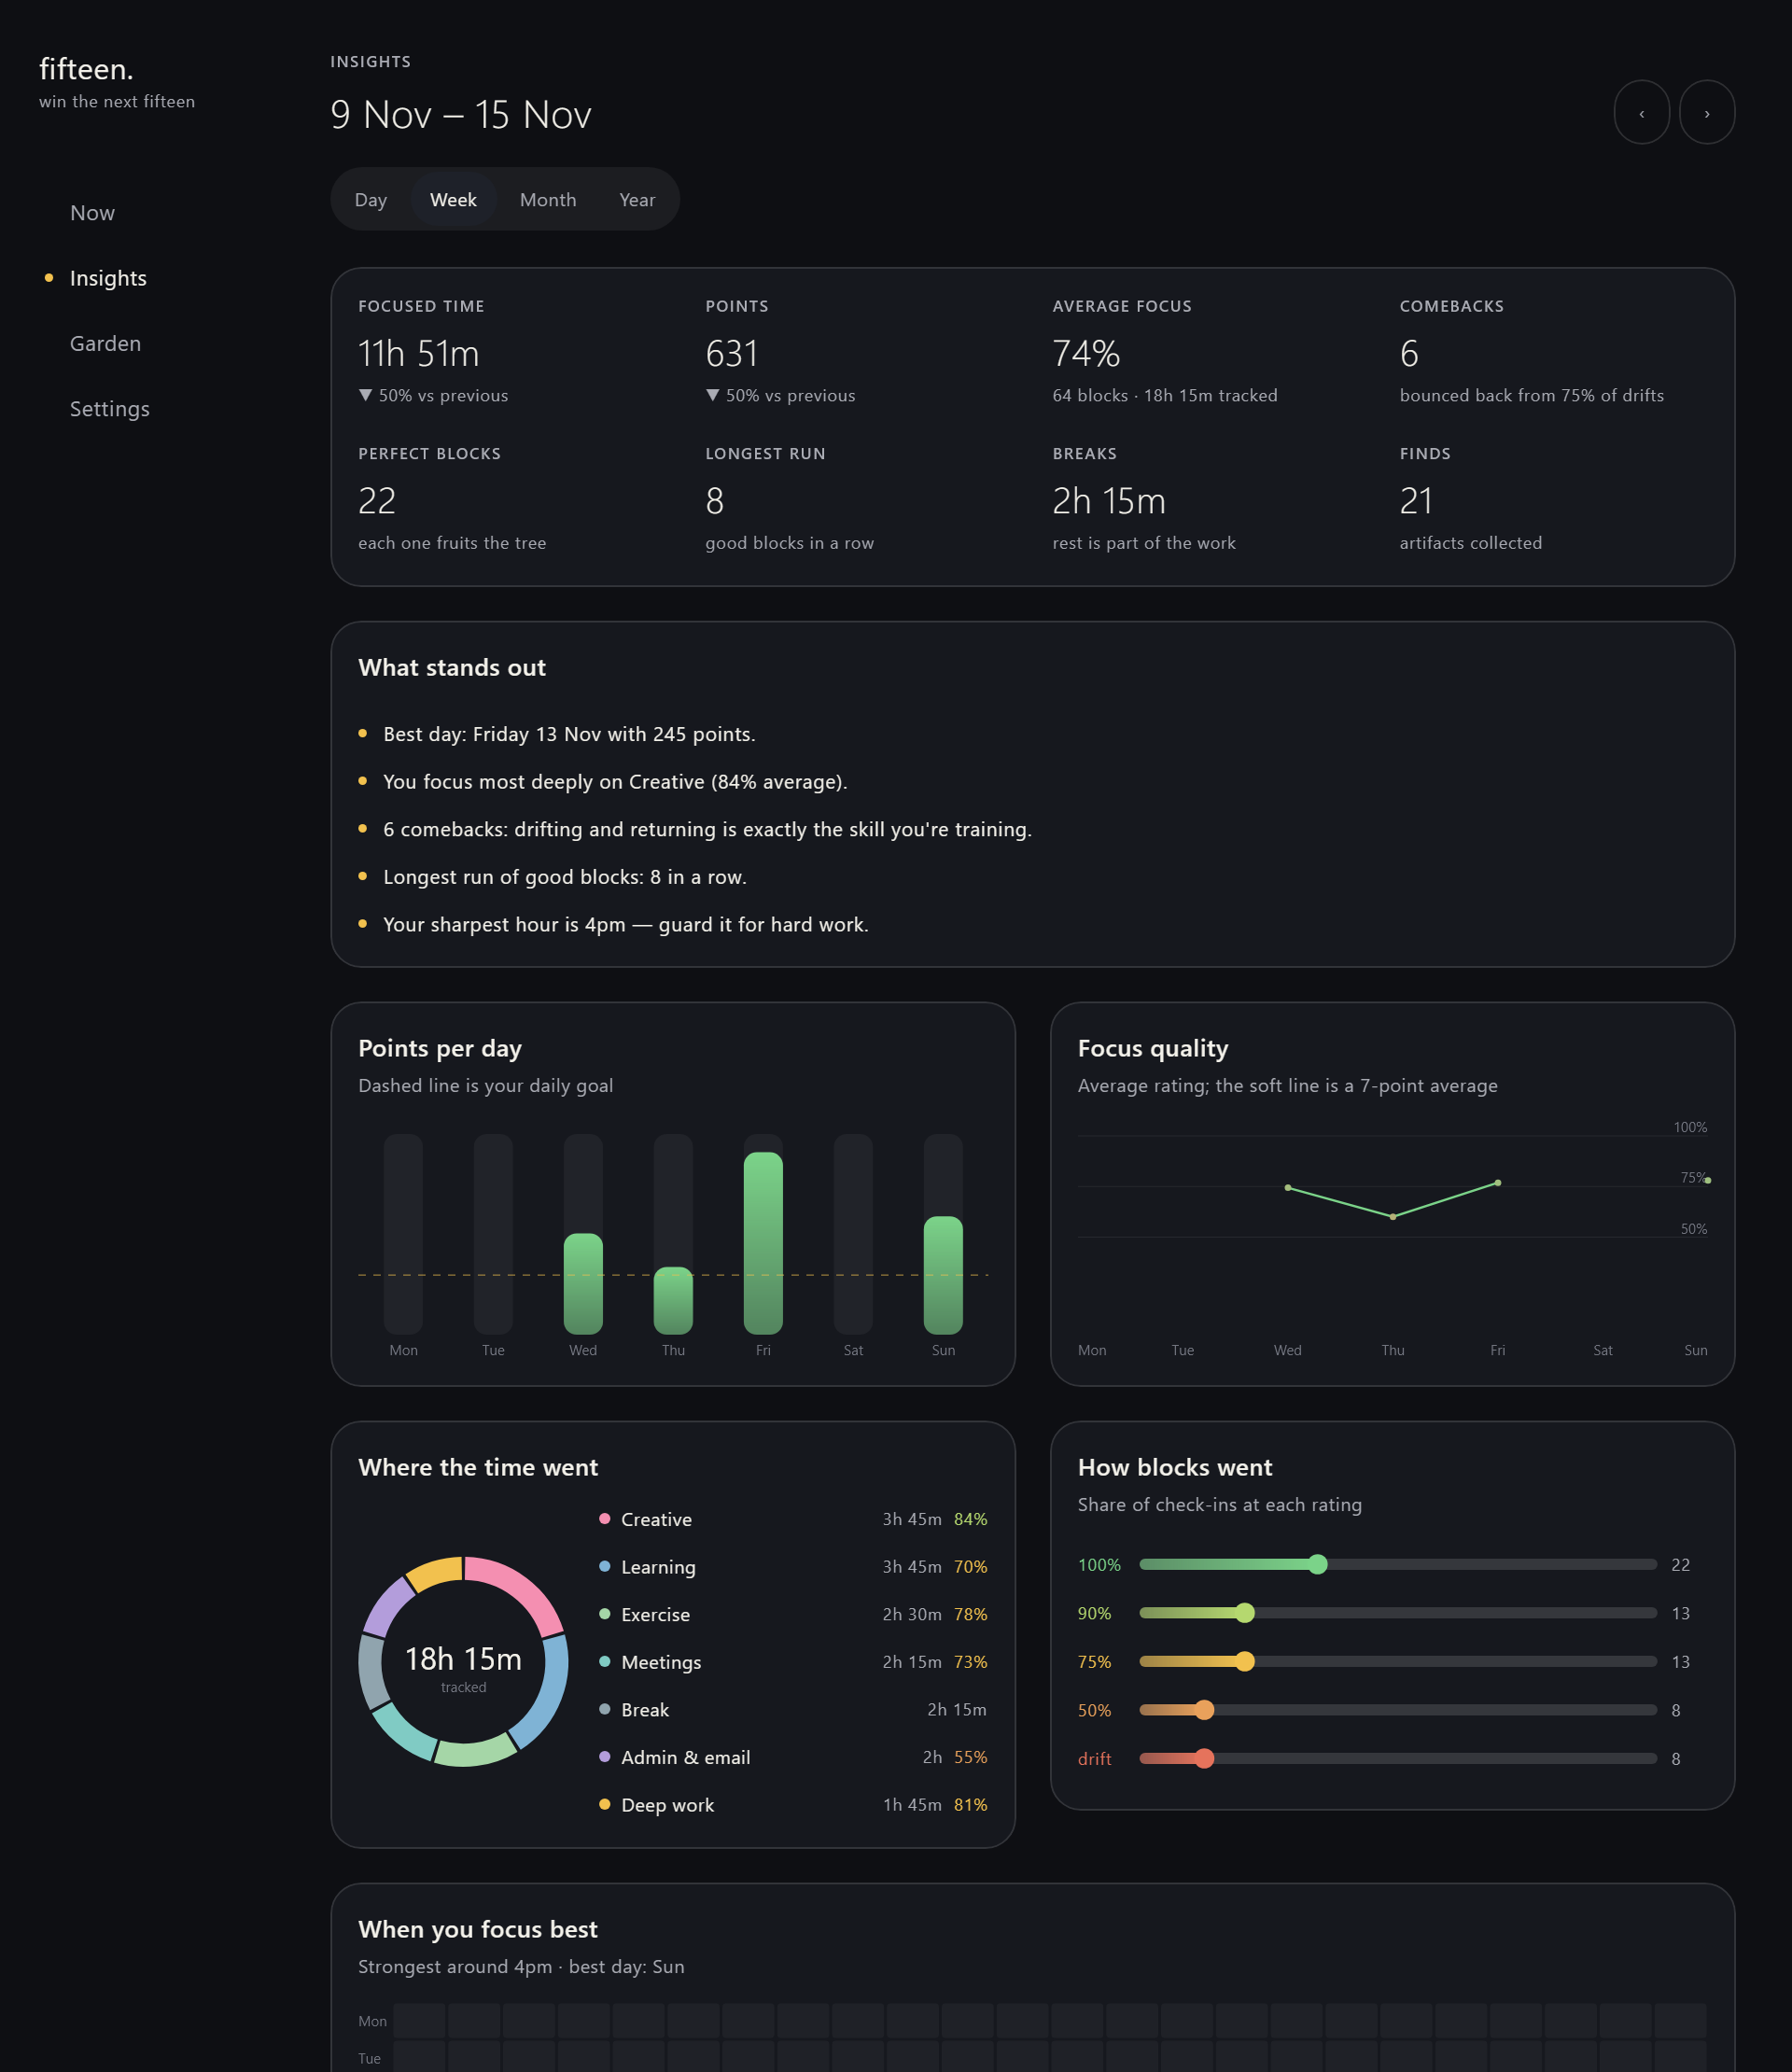 fifteen.
win the next fifteen
Now
Insights
Garden
Settings
INSIGHTS
9 Nov – 15 Nov
‹ ›
Day Week Month Year
FOCUSED TIME POINTS AVERAGE FOCUS COMEBACKS
11h 51m 631 74% 6
▼ 50% vs previous ▼ 50% vs previous 64 blocks · 18h 15m tracked bounced back from 75% of drifts
PERFECT BLOCKS LONGEST RUN BREAKS FINDS
22 8 2h 15m 21
each one fruits the tree good blocks in a row rest is part of the work artifacts collected
What stands out
Best day: Friday 13 Nov with 245 points.
You focus most deeply on Creative (84% average).
6 comebacks: drifting and returning is exactly the skill you're training.
Longest run of good blocks: 8 in a row.
Your sharpest hour is 4pm — guard it for hard work.
Points per day
Dashed line is your daily goal
Mon Tue Wed Thu Fri Sat Sun
Focus quality
Average rating; the soft line is a 7-point average
100%
75%
50%
Mon Tue Wed Thu Fri Sat Sun
Where the time went
18h 15m
tracked
Creative 3h 45m 84%
Learning 3h 45m 70%
Exercise 2h 30m 78%
Meetings 2h 15m 73%
Break 2h 15m
Admin & email 2h 55%
Deep work 1h 45m 81%
How blocks went
Share of check-ins at each rating
100% 22
90% 13
75% 13
50% 8
drift 8
When you focus best
Strongest around 4pm · best day: Sun
Mon
Tue